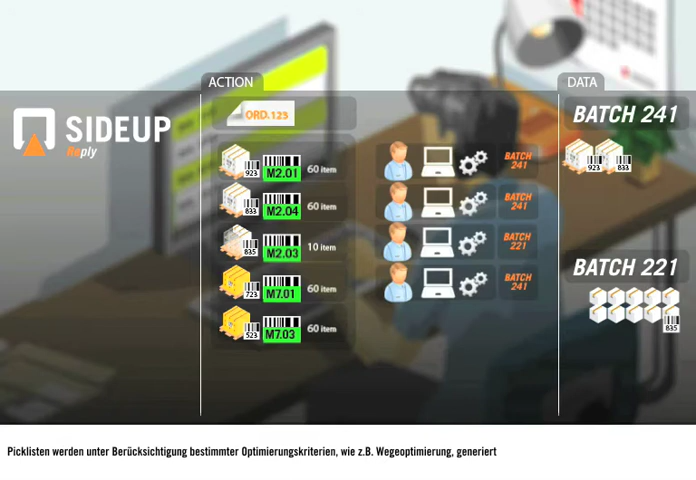 ACTION
DATA
SIDEUP
Reply
ORD.123
923
M2.01
60 item
833
M2.04
60 item
835
M2.03
10 item
723
M7.01
60 item
523
M7.03
60 item
BATCH
241
BATCH
241
BATCH
221
BATCH
241
BATCH 241
923
833
BATCH 221
835
Picklisten werden unter Berücksichtigung bestimmter Optimierungskriterien, wie z.B. Wegeoptimierung, generiert